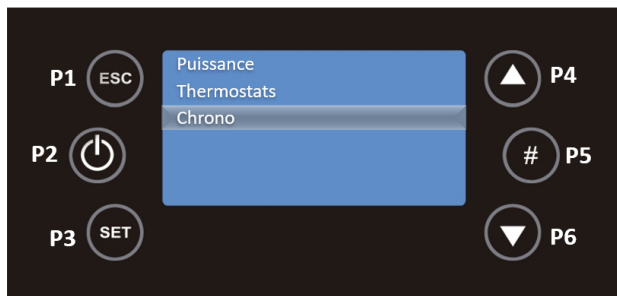 P1 ESC
P2
P3 SET
Puissance
Thermostats
Chrono
P4
# P5
P6